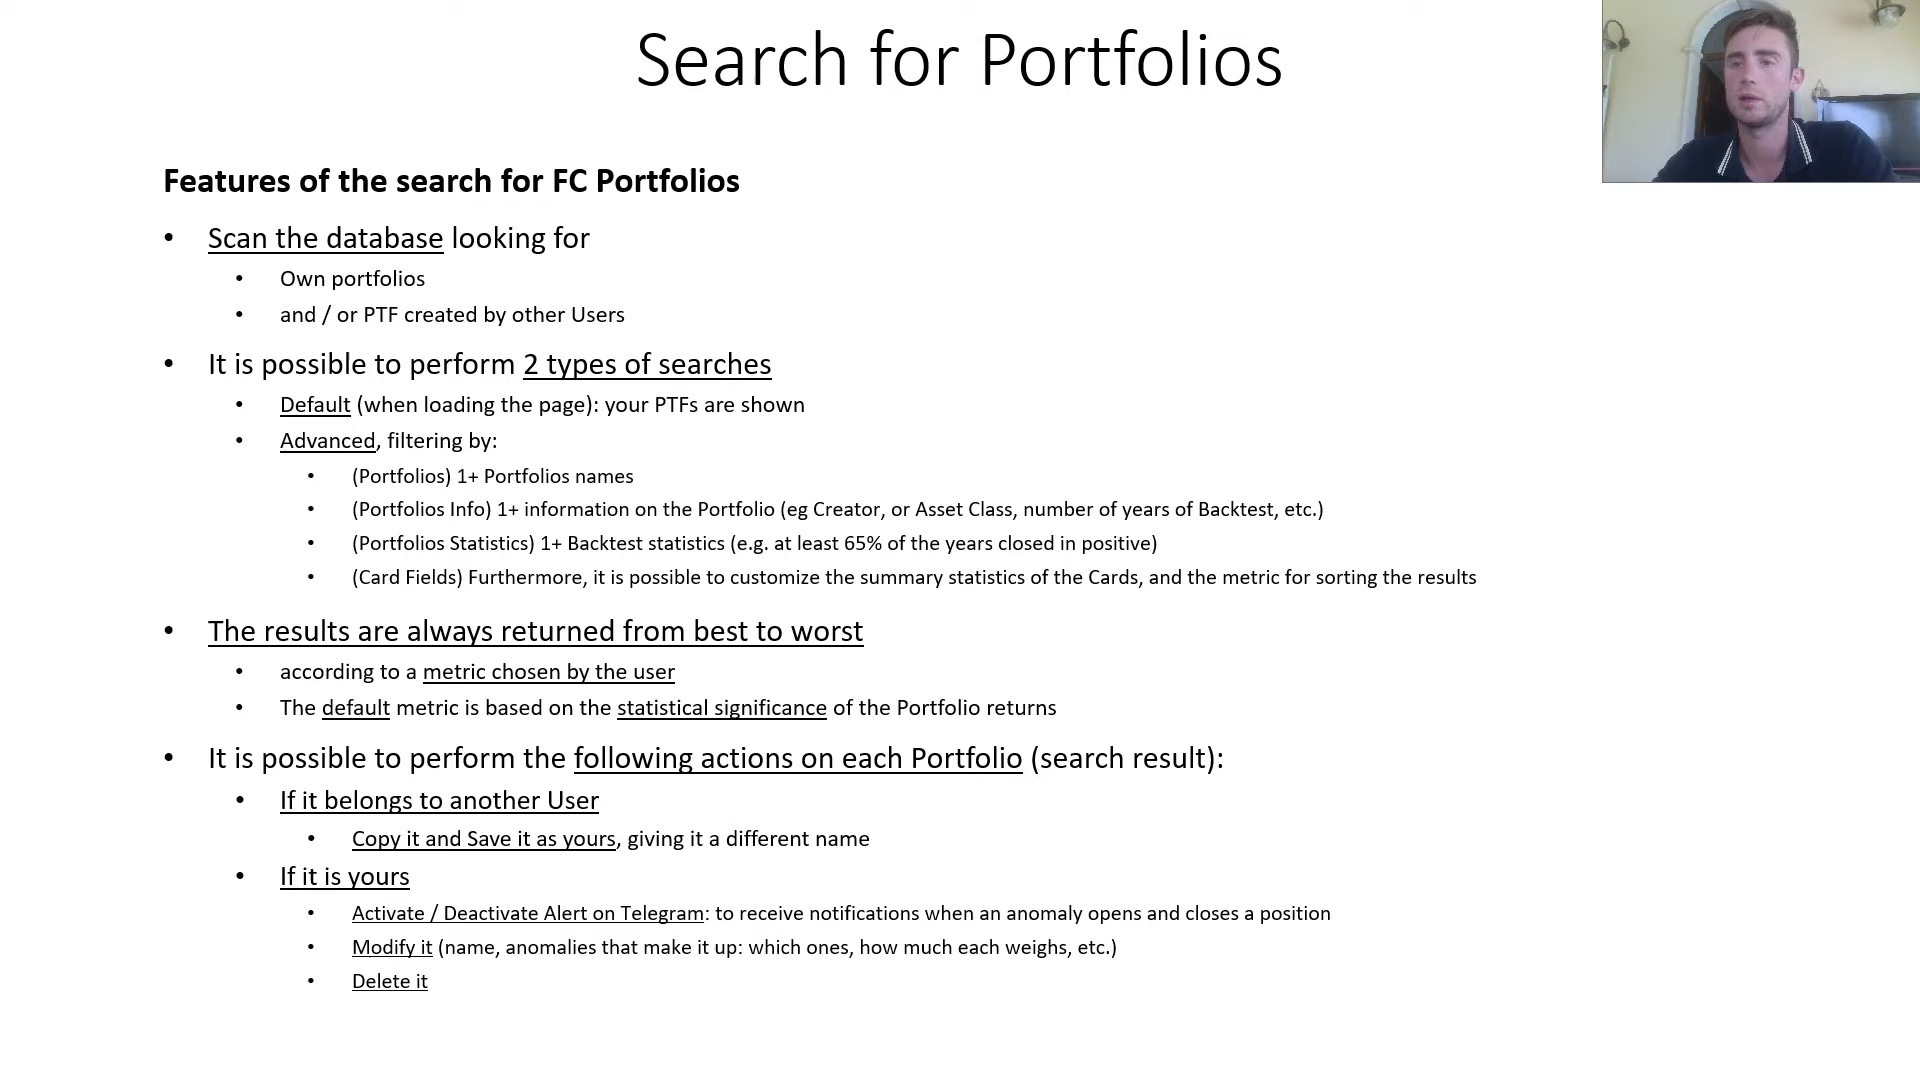 Search for Portfolios
Features of the search for FC Portfolios
• Scan the database looking for
• Own portfolios
• and / or PTF created by other Users
• It is possible to perform 2 types of searches
• Default (when loading the page): your PTFs are shown
• Advanced, filtering by:
• (Portfolios) 1+ Portfolios names
• (Portfolios Info) 1+ information on the Portfolio (eg Creator, or Asset Class, number of years of Backtest, etc.)
• (Portfolios Statistics) 1+ Backtest statistics (e.g. at least 65% of the years closed in positive)
• (Card Fields) Furthermore, it is possible to customize the summary statistics of the Cards, and the metric for sorting the results
• The results are always returned from best to worst
• according to a metric chosen by the user
• The default metric is based on the statistical significance of the Portfolio returns
• It is possible to perform the following actions on each Portfolio (search result):
• If it belongs to another User
• Copy it and Save it as yours, giving it a different name
• If it is yours
• Activate / Deactivate Alert on Telegram: to receive notifications when an anomaly opens and closes a position
• Modify it (name, anomalies that make it up: which ones, how much each weighs, etc.)
• Delete it